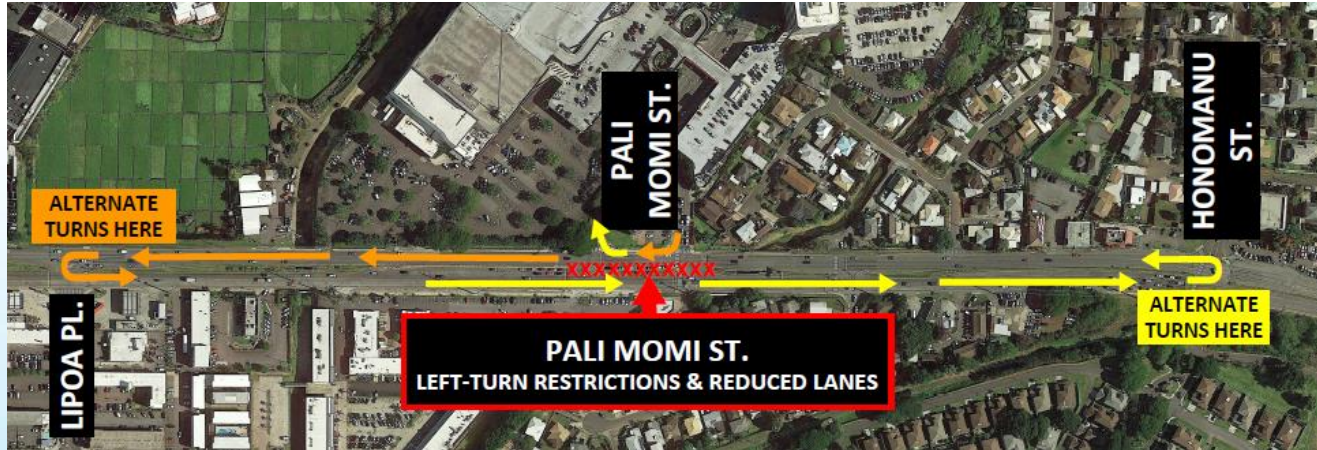 ALTERNATE
TURNS HERE
LIPOA PL.
PALI
MOMI ST.
XXXXXXXXXXX
PALI MOMI ST.
LEFT-TURN RESTRICTIONS & REDUCED LANES
HONOMANU
ST.
ALTERNATE
TURNS HERE